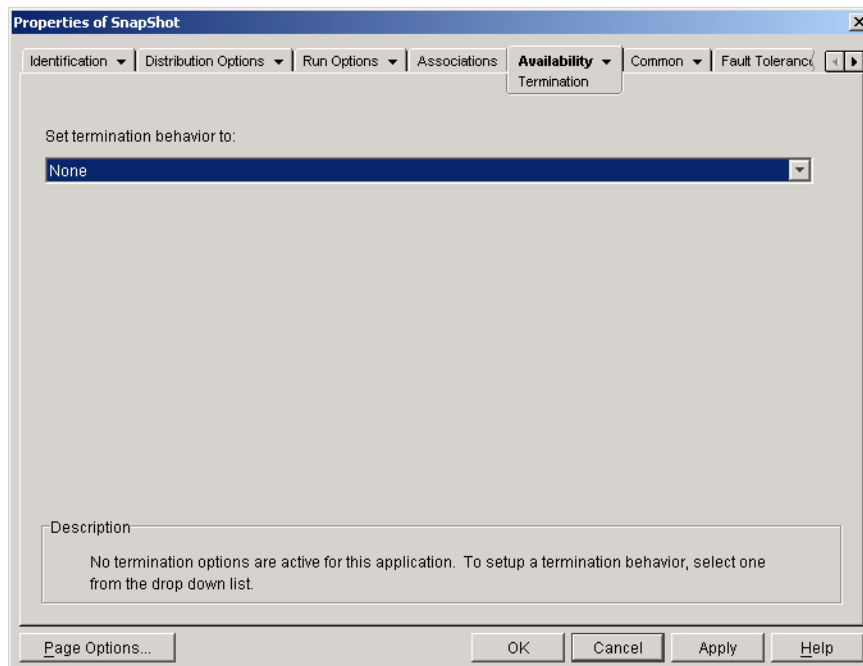 Properties of SnapShot
Identification
Distribution Options
Run Options
Associations
Availability
Common
Fault Toleranc
Termination
Set termination behavior to:
None
Description
No termination options are active for this application. To setup a termination behavior, select one
from the drop down list.
Page Options...
OK
Cancel
Apply
Help